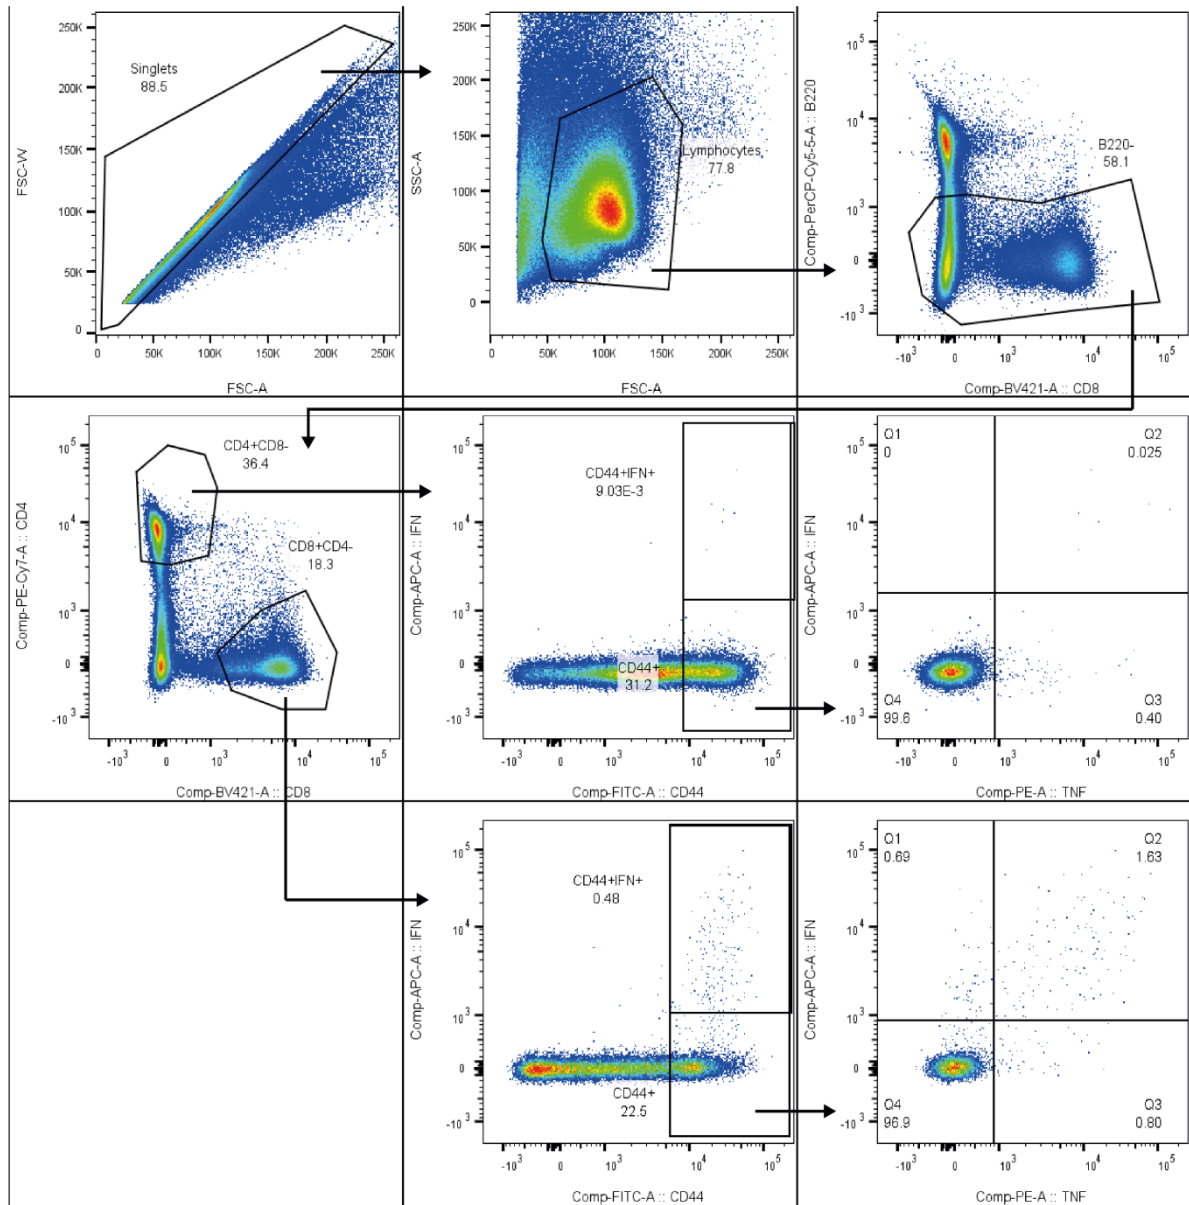 250K
200K
150K
100K
50K
0
FSC-W
Singlets
88.5
0
50K
100K
150K
200K
250K
FSC-A
250K
200K
150K
100K
50K
0
SSC-A
Lymphocytes
77.8
0
50K
100K
150K
200K
250K
FSC-A
10^5
10^4
10^3
0
-10^3
Comp-PerCP-Cy5-5-A :: B220
B220-
58.1
-10^3
0
10^3
10^4
10^5
Comp-BV421-A :: CD8
10^5
10^4
10^3
0
-10^3
Comp-PE-Cy7-A :: CD4
CD4+CD8-
36.4
CD8+CD4-
18.3
-10^3
0
10^3
10^4
10^5
Comp-BV421-A :: CD8
10^5
10^4
10^3
0
-10^3
Comp-APC-A :: IFN
CD44+IFN+
9.03E-3
CD44+
31.2
-10^3
0
10^3
10^4
10^5
Comp-FITC-A :: CD44
10^5
10^4
10^3
0
-10^3
Comp-APC-A :: IFN
Q1
0
Q2
0.025
Q4
99.6
Q3
0.40
-10^3
0
10^3
10^4
10^5
Comp-PE-A :: TNF
10^5
10^4
10^3
0
-10^3
Comp-APC-A :: IFN
CD44+IFN+
0.48
CD44+
22.5
-10^3
0
10^3
10^4
10^5
Comp-FITC-A :: CD44
10^5
10^4
10^3
0
-10^3
Comp-APC-A :: IFN
Q1
0.69
Q2
1.63
Q4
96.9
Q3
0.80
-10^3
0
10^3
10^4
10^5
Comp-PE-A :: TNF